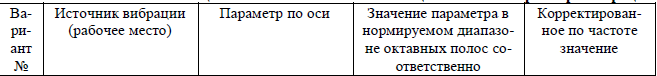 Ва-
ри-
ант
№
Источник вибрации
(рабочее место)
Параметр по оси
Значение параметра в
нормируемом диапазо-
не октавных полос со-
ответственно
Корректирован-
ное по частоте
значение